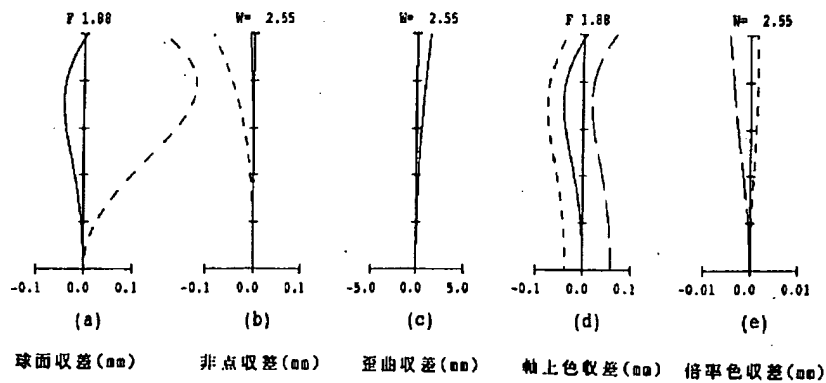 F 1.88 W= 2.55 W= 2.55 F 1.88 W= 2.55
-0.1 0.0 0.1 -0.1 0.0 0.1 -5.0 0.0 5.0 -0.1 0.0 0.1 -0.01 0.0 0.01
(a) (b) (c) (d) (e)
球面収差(mm) 非点収差(mm) 歪曲収差(mm) 軸上色収差(mm) 倍率色収差(mm)